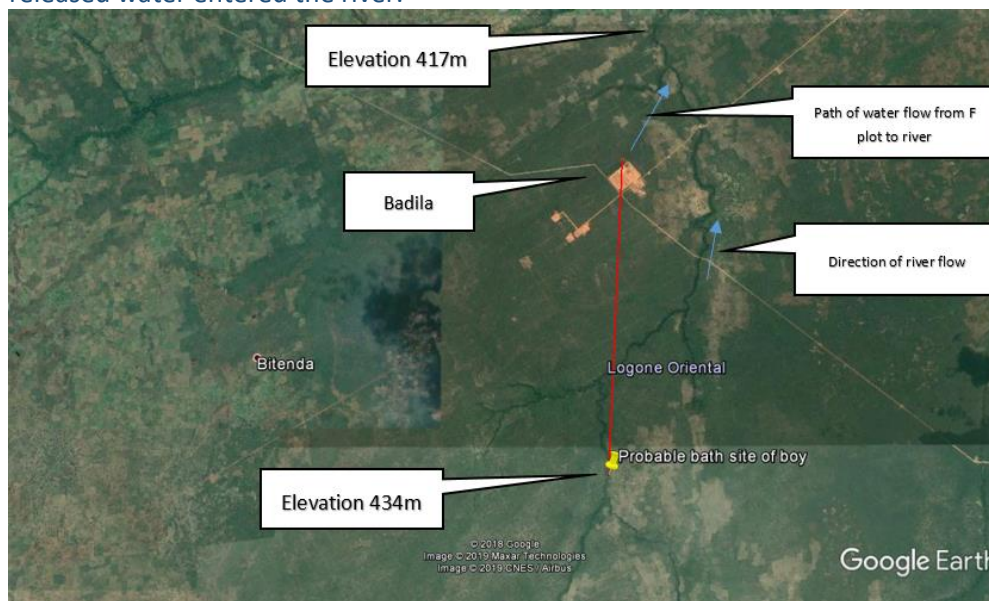 released water entered the river.
Elevation 417m
Path of water flow from F
plot to river
Badila
Direction of river flow
Bitenda
Logone Oriental
Probable bath site of boy
Elevation 434m
© 2018 Google
Image © 2019 Maxar Technologies
Image © 2019 CNES / Airbus
Google Earth